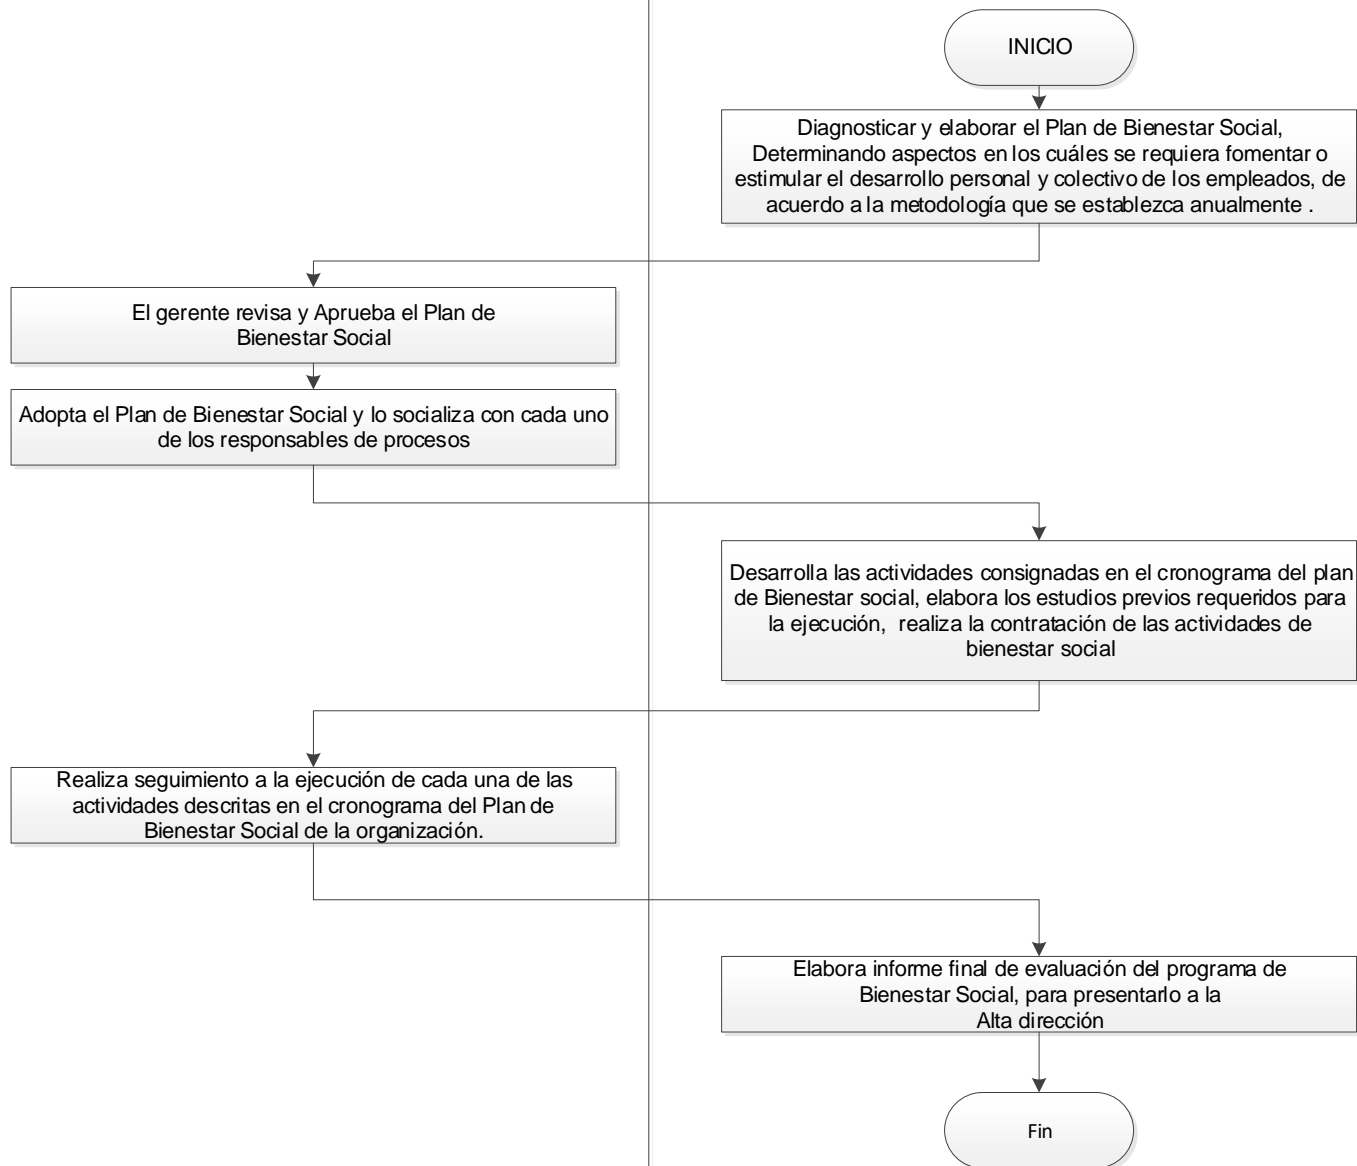 INICIO
Diagnosticar y elaborar el Plan de Bienestar Social,
Determinando aspectos en los cuáles se requiera fomentar o
estimular el desarrollo personal y colectivo de los empleados, de
acuerdo a la metodología que se establezca anualmente .
El gerente revisa y Aprueba el Plan de
Bienestar Social
Adopta el Plan de Bienestar Social y lo socializa con cada uno
de los responsables de procesos
Desarrolla las actividades consignadas en el cronograma del plan
de Bienestar social, elabora los estudios previos requeridos para
la ejecución, realiza la contratación de las actividades de
bienestar social
Realiza seguimiento a la ejecución de cada una de las
actividades descritas en el cronograma del Plan de
Bienestar Social de la organización.
Elabora informe final de evaluación del programa de
Bienestar Social, para presentarlo a la
Alta dirección
Fin